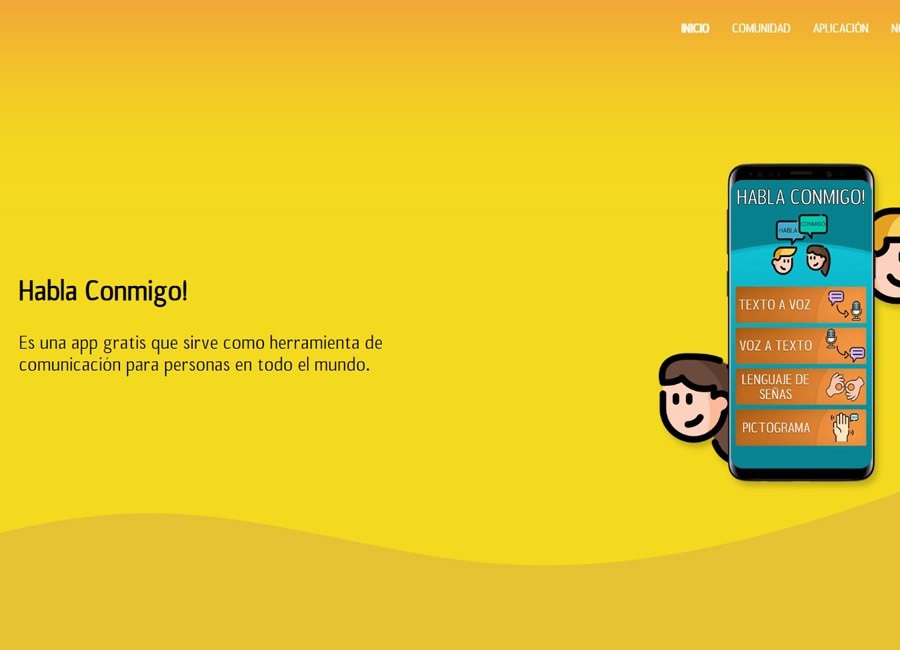 INICIO COMUNIDAD APLICACIÓN
HABLA CONMIGO!
HABLA CONMIGO
TEXTO A VOZ
VOZ A TEXTO
LENGUAJE DE
SEÑAS
PICTOGRAMA
Habla Conmigo!
Es una app gratis que sirve como herramienta de
comunicación para personas en todo el mundo.